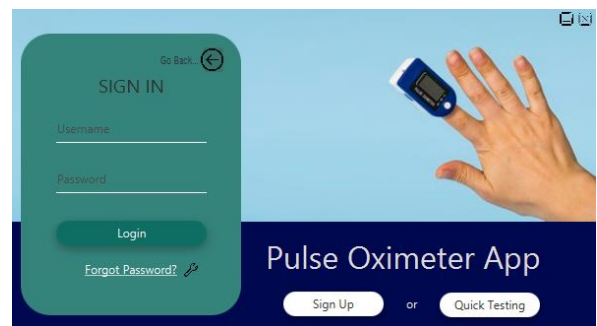 Go Back...
SIGN IN
Username
Password
Login
Forgot Password?
Pulse Oximeter App
Sign Up or Quick Testing